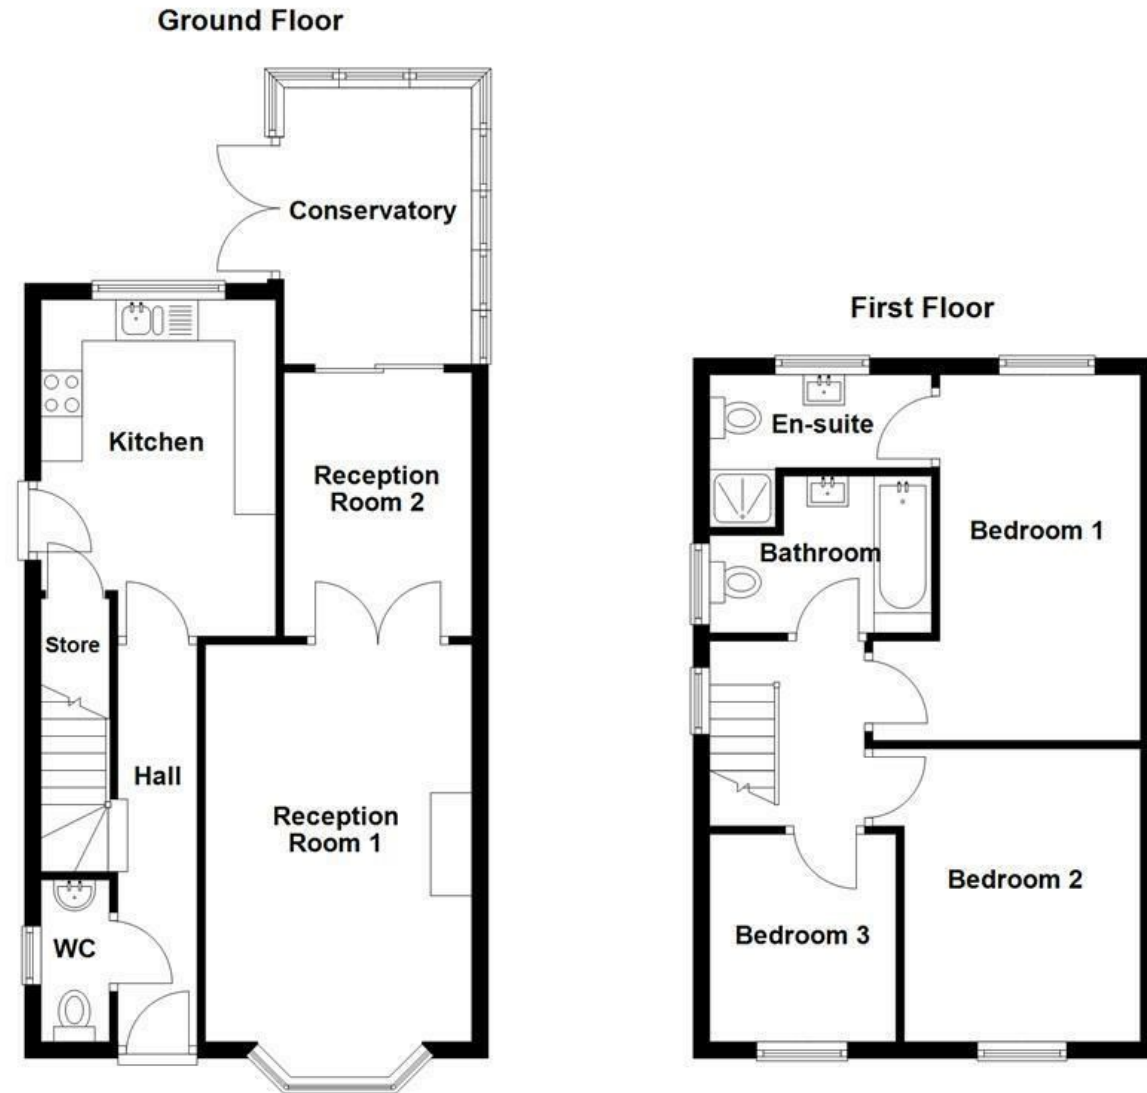 Ground Floor
Conservatory
Kitchen
Reception
Room 2
Store
Hall
Reception
Room 1
WC
First Floor
En-suite
Bedroom 1
Bathroom
Bedroom 2
Bedroom 3